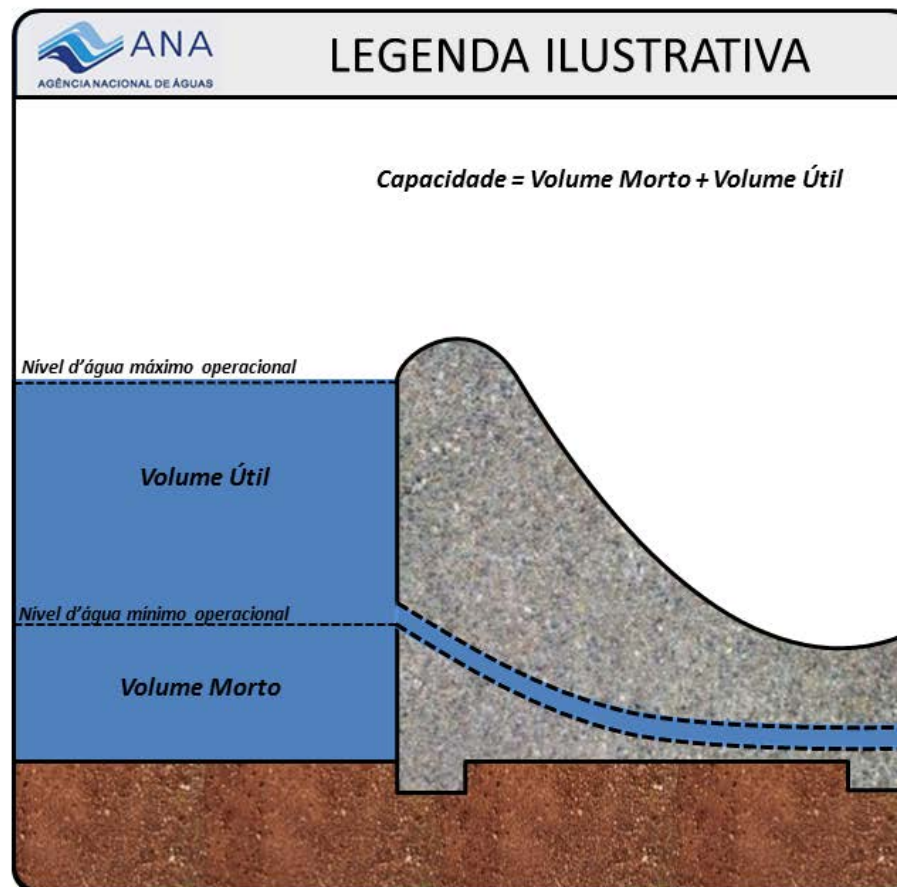 ANA
AGÊNCIA NACIONAL DE ÁGUAS
LEGENDA ILUSTRATIVA
Capacidade = Volume Morto + Volume Útil
Nível d'água máximo operacional
Volume Útil
Nível d'água mínimo operacional
Volume Morto